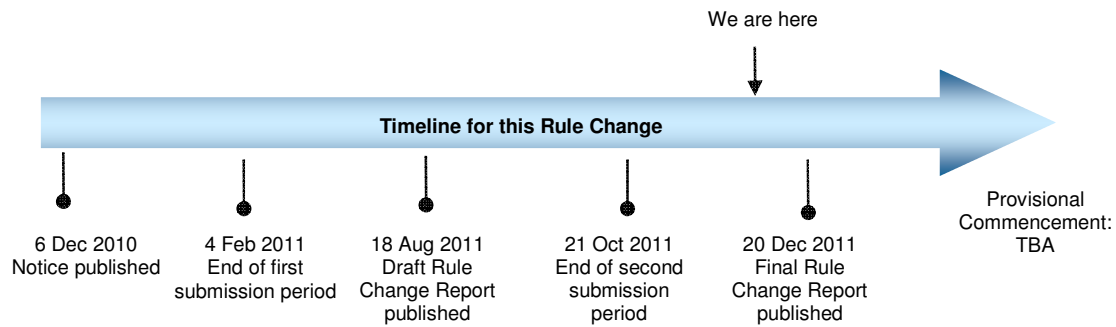 We are here
Timeline for this Rule Change
6 Dec 2010
Notice published
4 Feb 2011
End of first
submission period
18 Aug 2011
Draft Rule
Change Report
published
21 Oct 2011
End of second
submission
period
20 Dec 2011
Final Rule
Change Report
published
Provisional
Commencement:
TBA